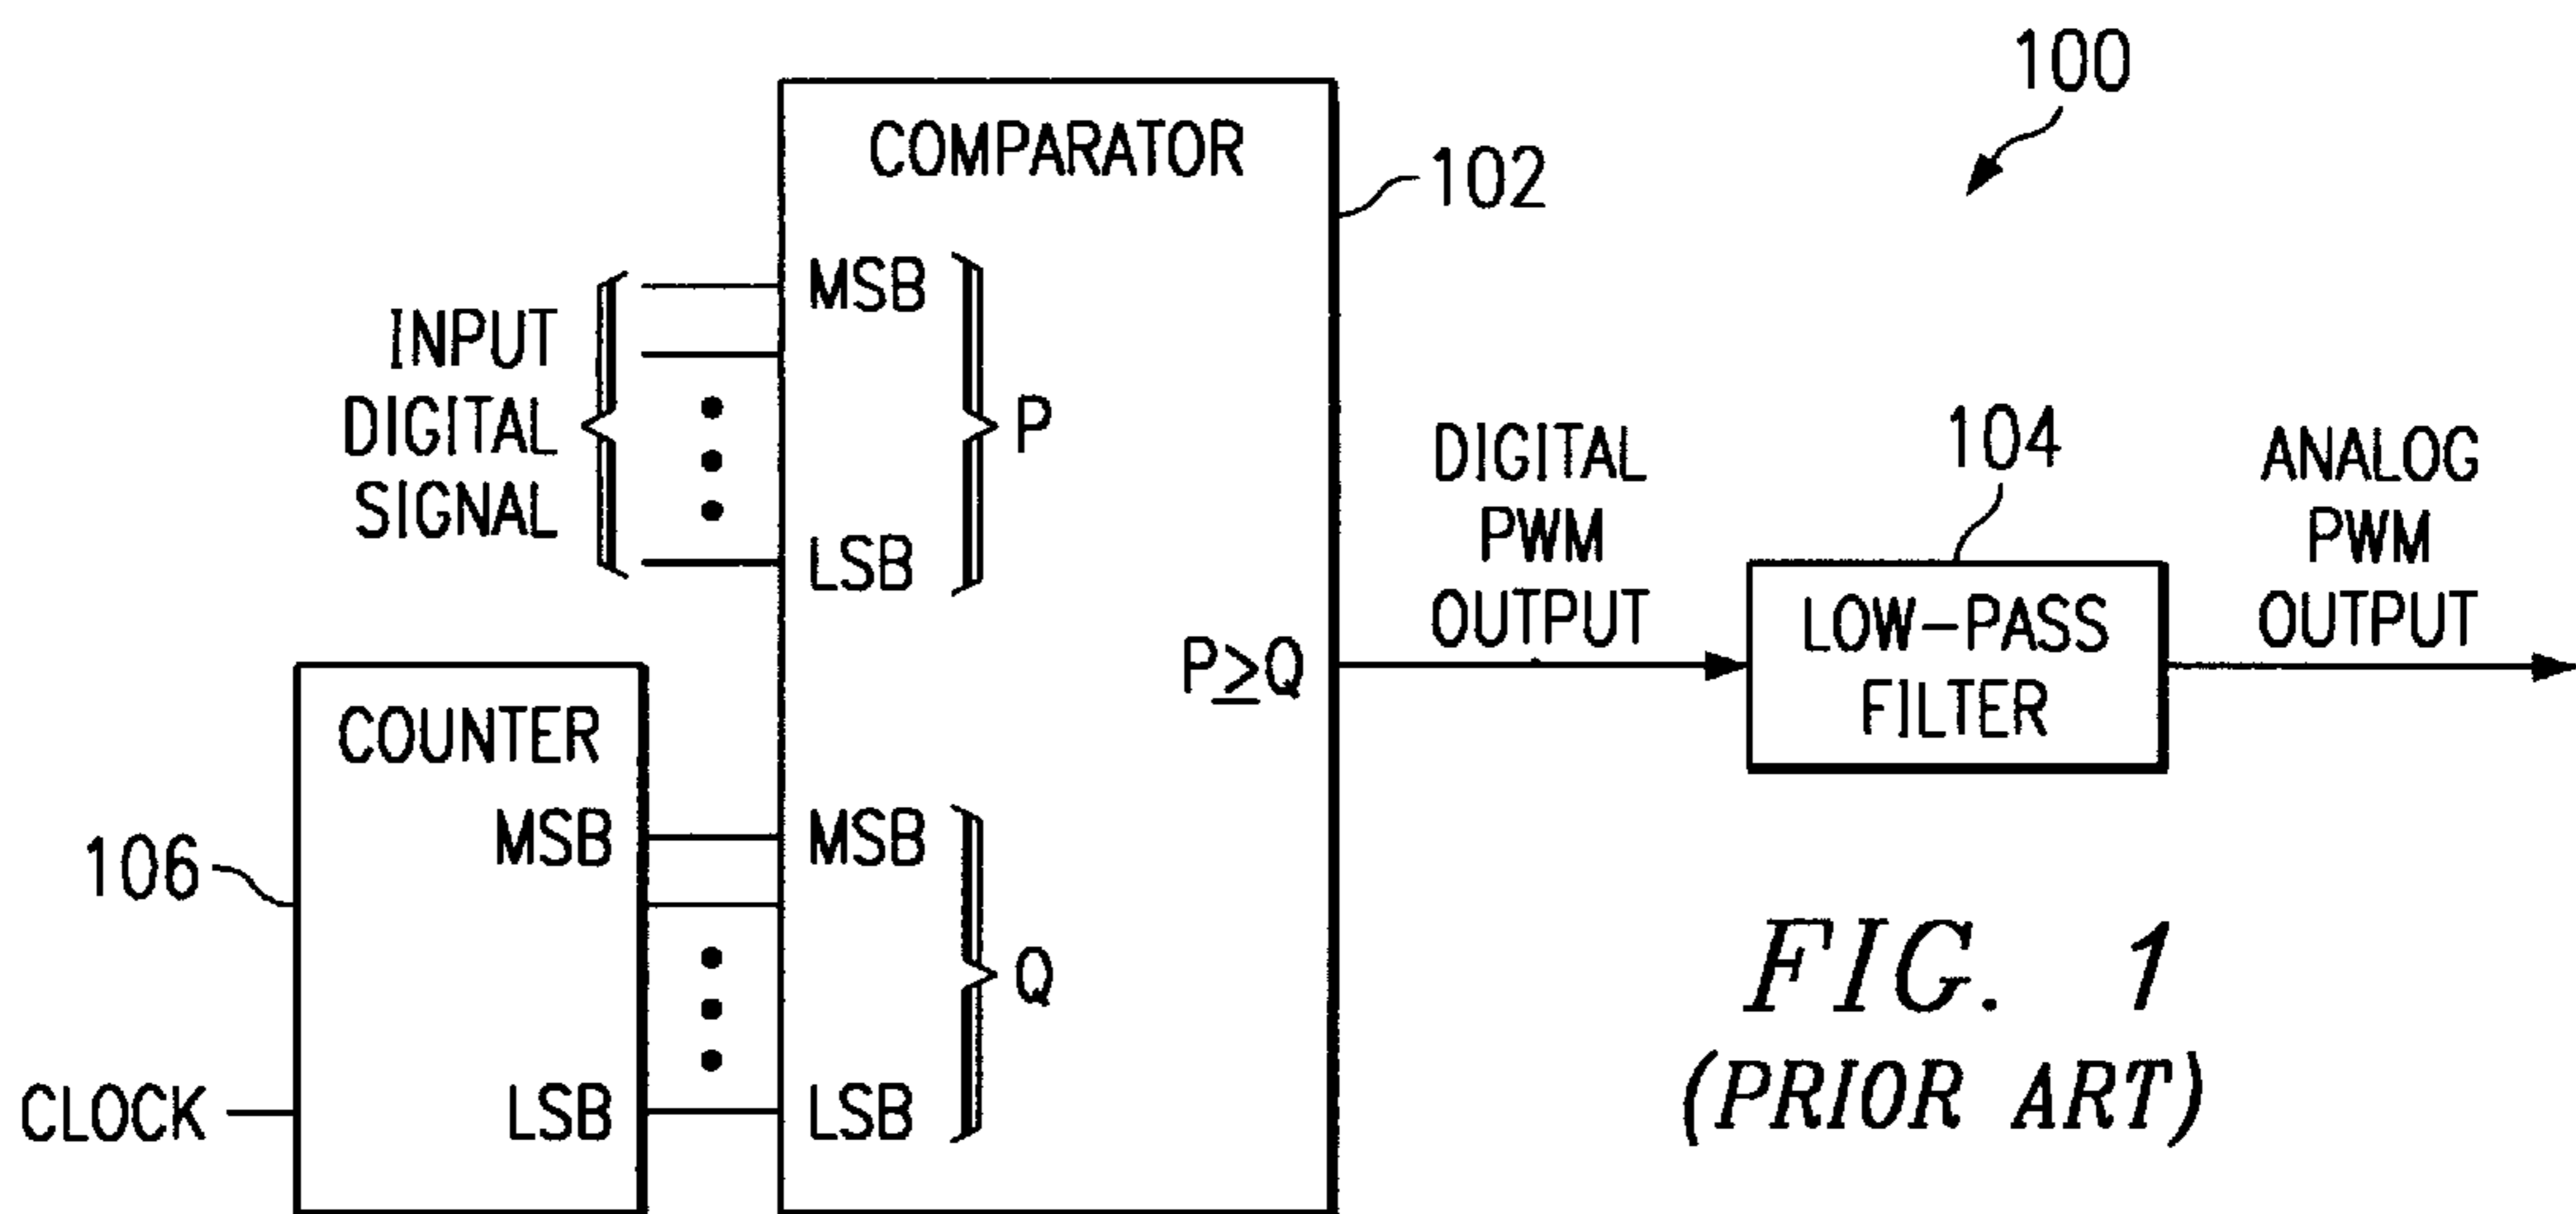 100
COMPARATOR
102
MSB
INPUT
DIGITAL
SIGNAL
P
LSB
DIGITAL
PWM
OUTPUT
104
ANALOG
PWM
OUTPUT
LOW-PASS
FILTER
P≥Q
COUNTER
MSB
MSB
106
Q
CLOCK
LSB
LSB
FIG. 1
(PRIOR ART)